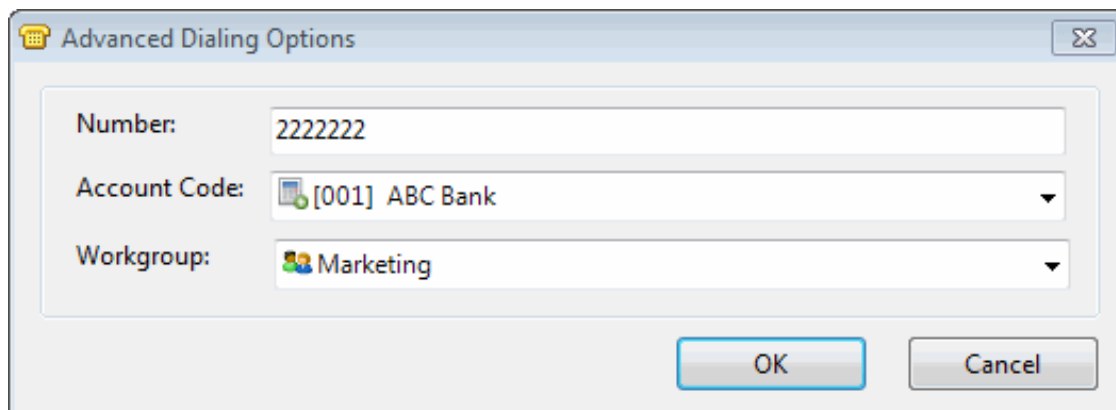 Advanced Dialing Options
Number: 2222222
Account Code: [001] ABC Bank
Workgroup: Marketing
OK Cancel